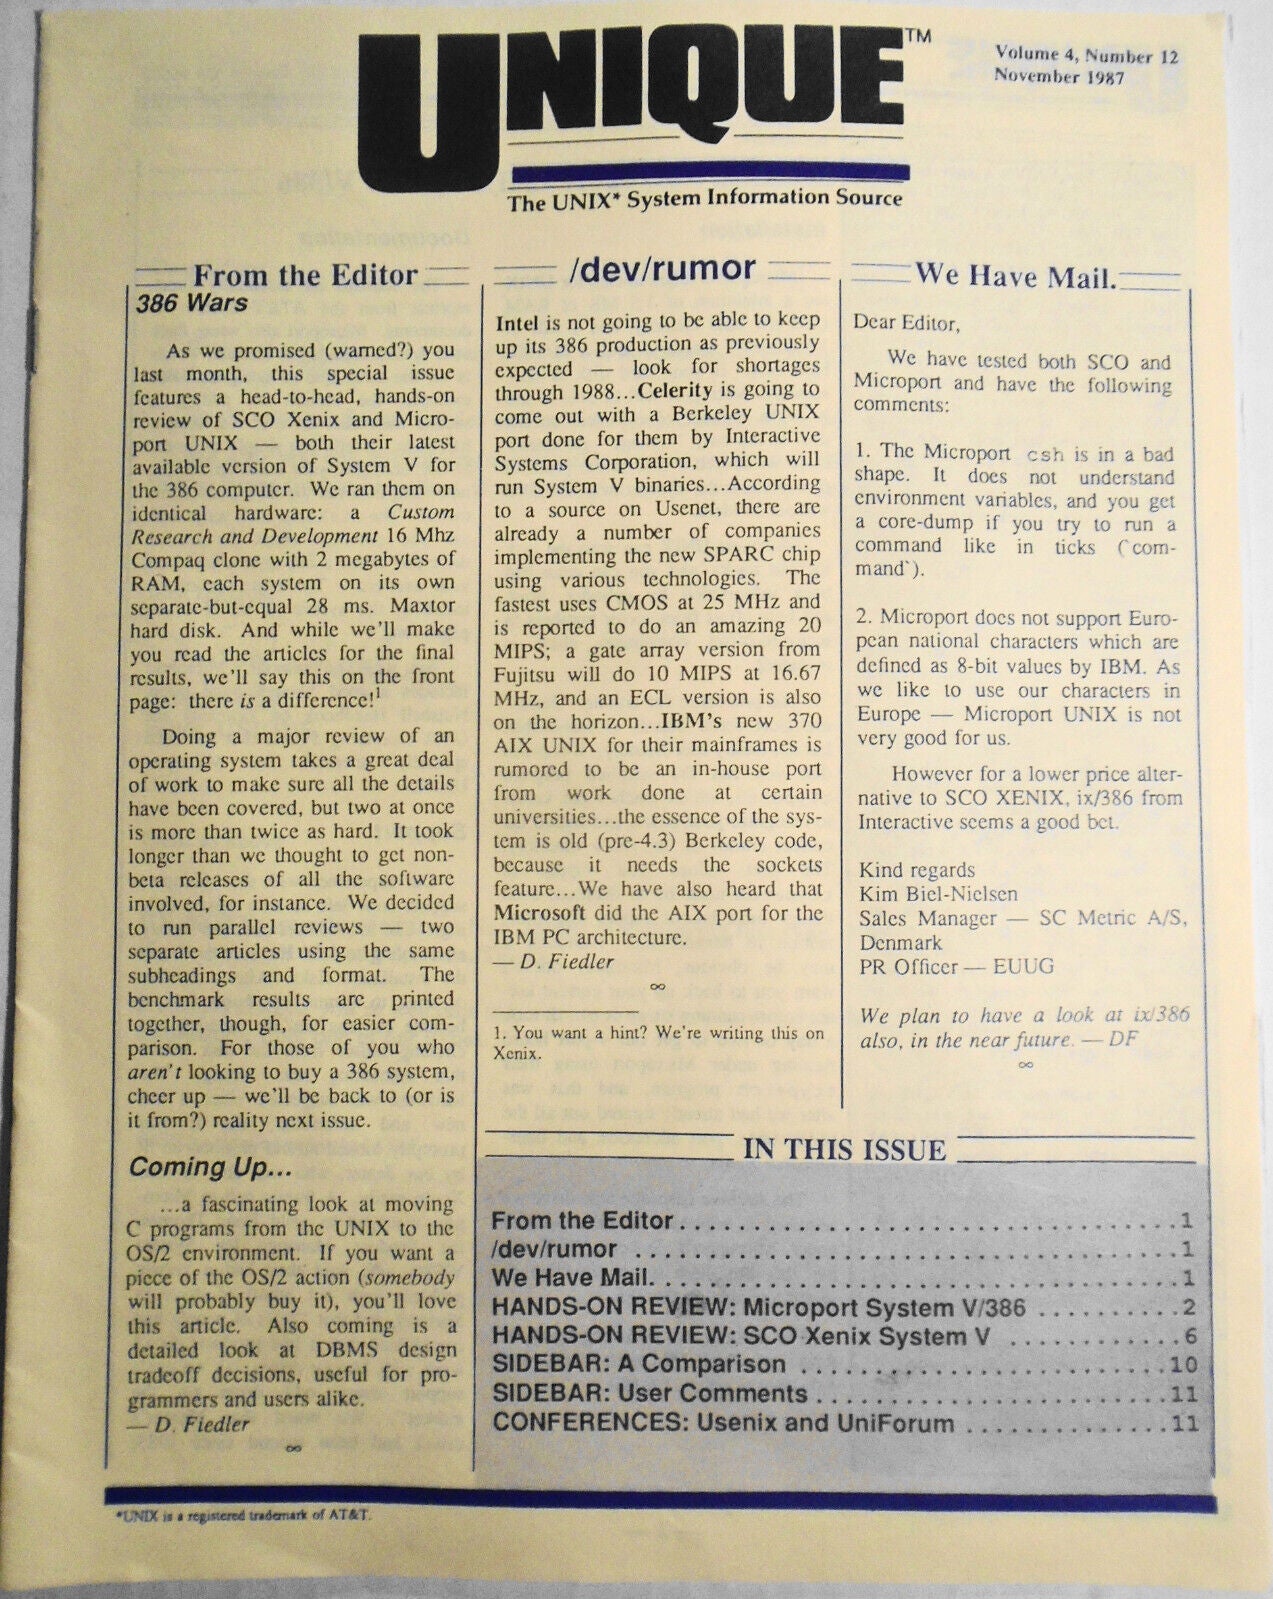 UNIQUE™
Volume 4, Number 12
November 1987
The UNIX* System Information Source
From the Editor
386 Wars
As we promised (warned?) you
last month, this special issue
features a head-to-head, hands-on
review of SCO Xenix and Micro-
port UNIX — both their latest
available version of System V for
the 386 computer. We ran them on
identical hardware: a Custom
Research and Development 16 Mhz
Compaq clone with 2 megabytes of
RAM, each system on its own
separate-but-equal 28 ms. Maxtor
hard disk. And while we'll make
you read the articles for the final
results, we'll say this on the front
page: there is a difference!1
Doing a major review of an
operating system takes a great deal
of work to make sure all the details
have been covered, but two at once
is more than twice as hard. It took
longer than we thought to get non-
beta releases of all the software
involved, for instance. We decided
to run parallel reviews — two
separate articles using the same
subheadings and format. The
benchmark results are printed
together, though, for easier com-
parison. For those of you who
aren't looking to buy a 386 system,
cheer up — we'll be back to (or is
it from?) reality next issue.
Coming Up...
...a fascinating look at moving
C programs from the UNIX to the
OS/2 environment. If you want a
piece of the OS/2 action (somebody
will probably buy it), you'll love
this article. Also coming is a
detailed look at DBMS design
tradeoff decisions, useful for pro-
grammers and users alike.
— D. Fiedler
∞
/dev/rumor
Intel is not going to be able to keep
up its 386 production as previously
expected — look for shortages
through 1988...Celerity is going to
come out with a Berkeley UNIX
port done for them by Interactive
Systems Corporation, which will
run System V binaries...According
to a source on Usenet, there are
already a number of companies
implementing the new SPARC chip
using various technologies. The
fastest uses CMOS at 25 MHz and
is reported to do an amazing 20
MIPS; a gate array version from
Fujitsu will do 10 MIPS at 16.67
MHz, and an ECL version is also
on the horizon...IBM's new 370
AIX UNIX for their mainframes is
rumored to be an in-house port
from work done at certain
universities...the essence of the sys-
tem is old (pre-4.3) Berkeley code,
because it needs the sockets
feature...We have also heard that
Microsoft did the AIX port for the
IBM PC architecture.
— D. Fiedler
∞
1. You want a hint? We're writing this on
Xenix.
We Have Mail.
Dear Editor,
We have tested both SCO and
Microport and have the following
comments:
1. The Microport csh is in a bad
shape. It does not understand
environment variables, and you get
a core-dump if you try to run a
command like in ticks (`com-
mand`).
2. Microport does not support Euro-
pean national characters which are
defined as 8-bit values by IBM. As
we like to use our characters in
Europe — Microport UNIX is not
very good for us.
However for a lower price alter-
native to SCO XENIX, ix/386 from
Interactive seems a good bet.
Kind regards
Kim Biel-Nielsen
Sales Manager — SC Metric A/S,
Denmark
PR Officer — EUUG
We plan to have a look at ix/386
also, in the near future. — DF
∞
IN THIS ISSUE
From the Editor . . . . . . . . . . . . . . . . . . . . . . . . . . . . . . . . . . 1
/dev/rumor . . . . . . . . . . . . . . . . . . . . . . . . . . . . . . . . . . . . . . 1
We Have Mail. . . . . . . . . . . . . . . . . . . . . . . . . . . . . . . . . . . . 1
HANDS-ON REVIEW: Microport System V/386 . . . . . . . . . . 2
HANDS-ON REVIEW: SCO Xenix System V . . . . . . . . . . . . 6
SIDEBAR: A Comparison . . . . . . . . . . . . . . . . . . . . . . . . . 10
SIDEBAR: User Comments . . . . . . . . . . . . . . . . . . . . . . . . 11
CONFERENCES: Usenix and UniForum . . . . . . . . . . . . . . 11
*UNIX is a registered trademark of AT&T.